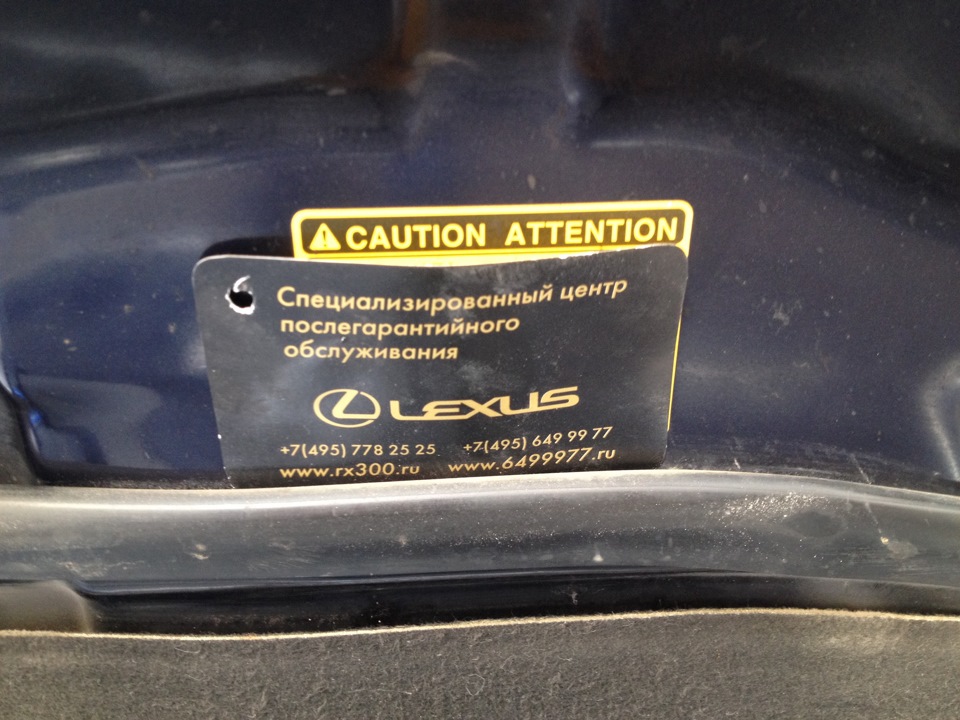 CAUTION ATTENTION
Специализированный центр
послегарантийного
обслуживания
LEXUS
+7(495) 778 25 25 +7(495) 649 99 77
www.rx300.ru www.6499977.ru